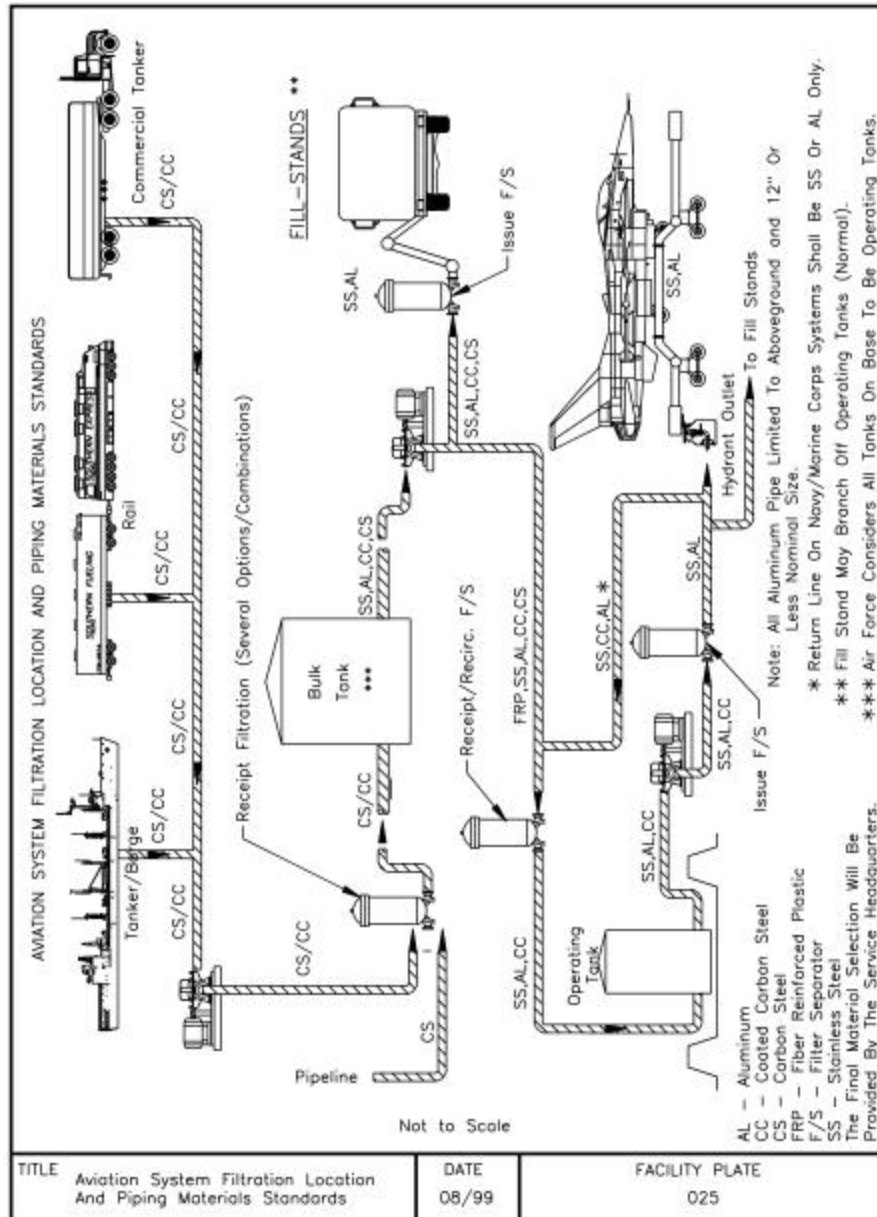 AVIATION SYSTEM FILTRATION LOCATION AND PIPING MATERIALS STANDARDS
Tanker/Barge
Rail
SOUTHERN FUELING
SOUTHERN EXPRESS
Commercial Tanker
***
CS/CC
CS/CC
CS/CC
CS/CC
CS/CC
CS/CC
CS/CC
Pipeline
CS
Receipt Filtration (Several Options/Combinations)
CS/CC
Bulk
Tank
***
SS,AL,CC,CS
FILL-STANDS **
SS,AL
Issue F/S
SS,AL,CC,CS
Receipt/Recirc. F/S
FRP,SS,AL,CC,CS
SS,AL,CC
Operating
Tank
SS,AL,CC
SS,AL,CC
Issue F/S
SS,CC,AL *
SS,AL
Hydrant Outlet
SS,AL
To Fill Stands
Not to Scale
AL - Aluminum
CC - Coated Carbon Steel
CS - Carbon Steel
FRP - Fiber Reinforced Plastic
F/S - Filter Separator
SS - Stainless Steel
The Final Material Selection Will Be
Provided By The Service Headquarters.
Note: All Aluminum Pipe Limited To Aboveground and 12" Or
Less Nominal Size.
* Return Line On Navy/Marine Corps Systems Shall Be SS Or AL Only.
** Fill Stand May Branch Off Operating Tanks (Normal).
*** Air Force Considers All Tanks On Base To Be Operating Tanks.
TITLE
Aviation System Filtration Location
And Piping Materials Standards
DATE
08/99
FACILITY PLATE
025